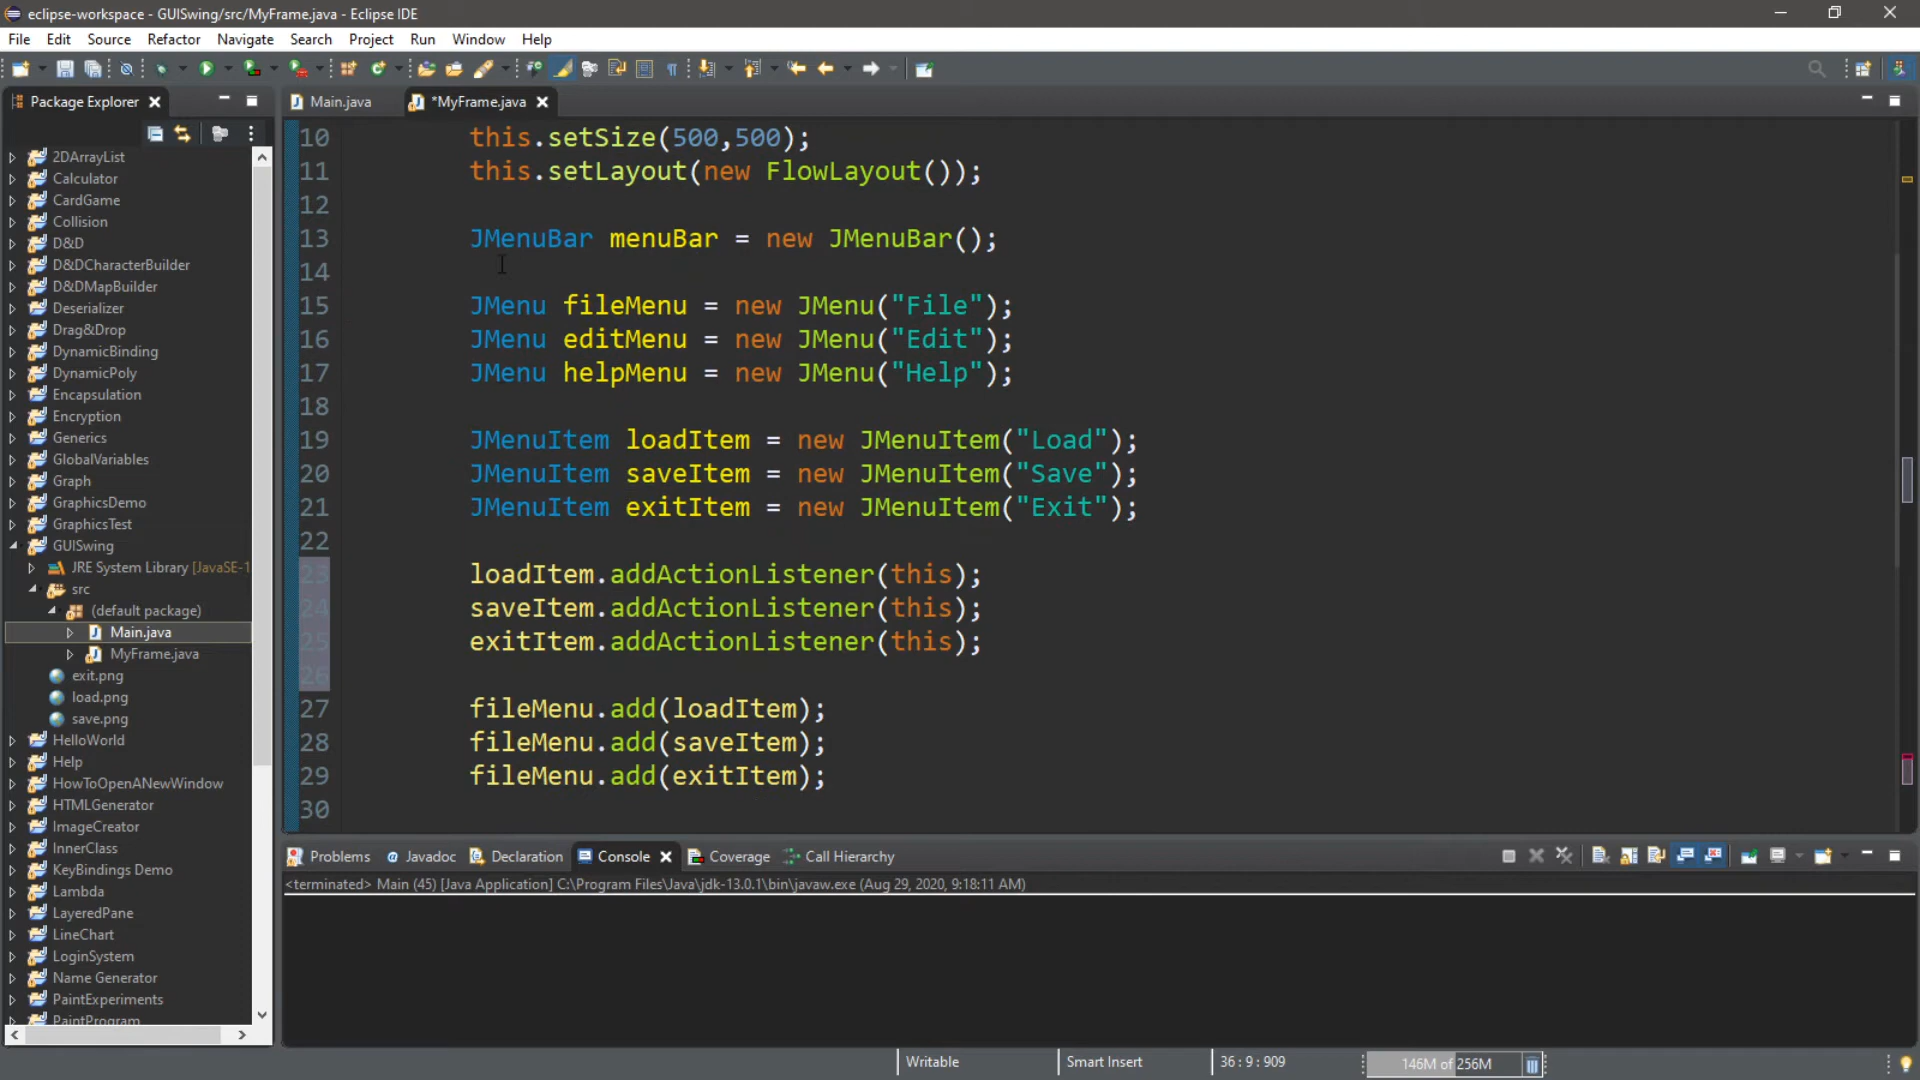 eclipse-workspace - GUISwing/src/MyFrame.java - Eclipse IDE
File Edit Source Refactor Navigate Search Project Run Window Help
Package Explorer
Main.java *MyFrame.java
2DArrayList
Calculator
CardGame
Collision
D&D
D&DCharacterBuilder
D&DMapBuilder
Deserializer
Drag&Drop
DynamicBinding
DynamicPoly
Encapsulation
Encryption
Generics
GlobalVariables
Graph
GraphicsDemo
GraphicsTest
GUISwing
JRE System Library [JavaSE-1
src
(default package)
Main.java
MyFrame.java
exit.png
load.png
save.png
HelloWorld
Help
HowToOpenANewWindow
HTMLGenerator
ImageCreator
InnerClass
KeyBindings Demo
Lambda
LayeredPane
LineChart
LoginSystem
Name Generator
PaintExperiments
PaintProgram
10 this.setSize(500,500);
11 this.setLayout(new FlowLayout());
12
13 JMenuBar menuBar = new JMenuBar();
14
15 JMenu fileMenu = new JMenu("File");
16 JMenu editMenu = new JMenu("Edit");
17 JMenu helpMenu = new JMenu("Help");
18
19 JMenuItem loadItem = new JMenuItem("Load");
20 JMenuItem saveItem = new JMenuItem("Save");
21 JMenuItem exitItem = new JMenuItem("Exit");
22
23 loadItem.addActionListener(this);
24 saveItem.addActionListener(this);
25 exitItem.addActionListener(this);
26
27 fileMenu.add(loadItem);
28 fileMenu.add(saveItem);
29 fileMenu.add(exitItem);
30
Problems Javadoc Declaration Console Coverage Call Hierarchy
<terminated> Main (45) [Java Application] C:\Program Files\Java\jdk-13.0.1\bin\javaw.exe (Aug 29, 2020, 9:18:11 AM)
Writable Smart Insert 36 : 9 : 909 146M of 256M